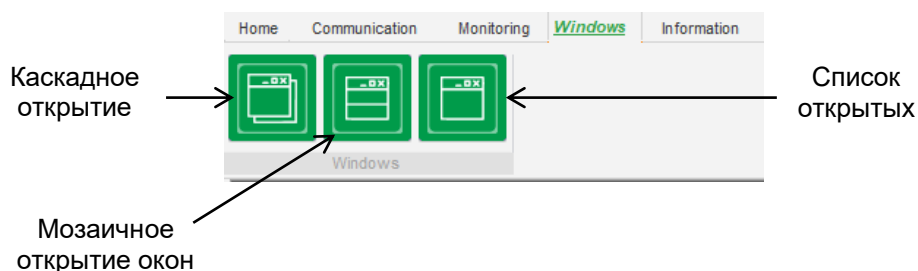 Home Communication Monitoring Windows Information
Каскадное
открытие
Список
открытых
Windows
Мозаичное
открытие окон